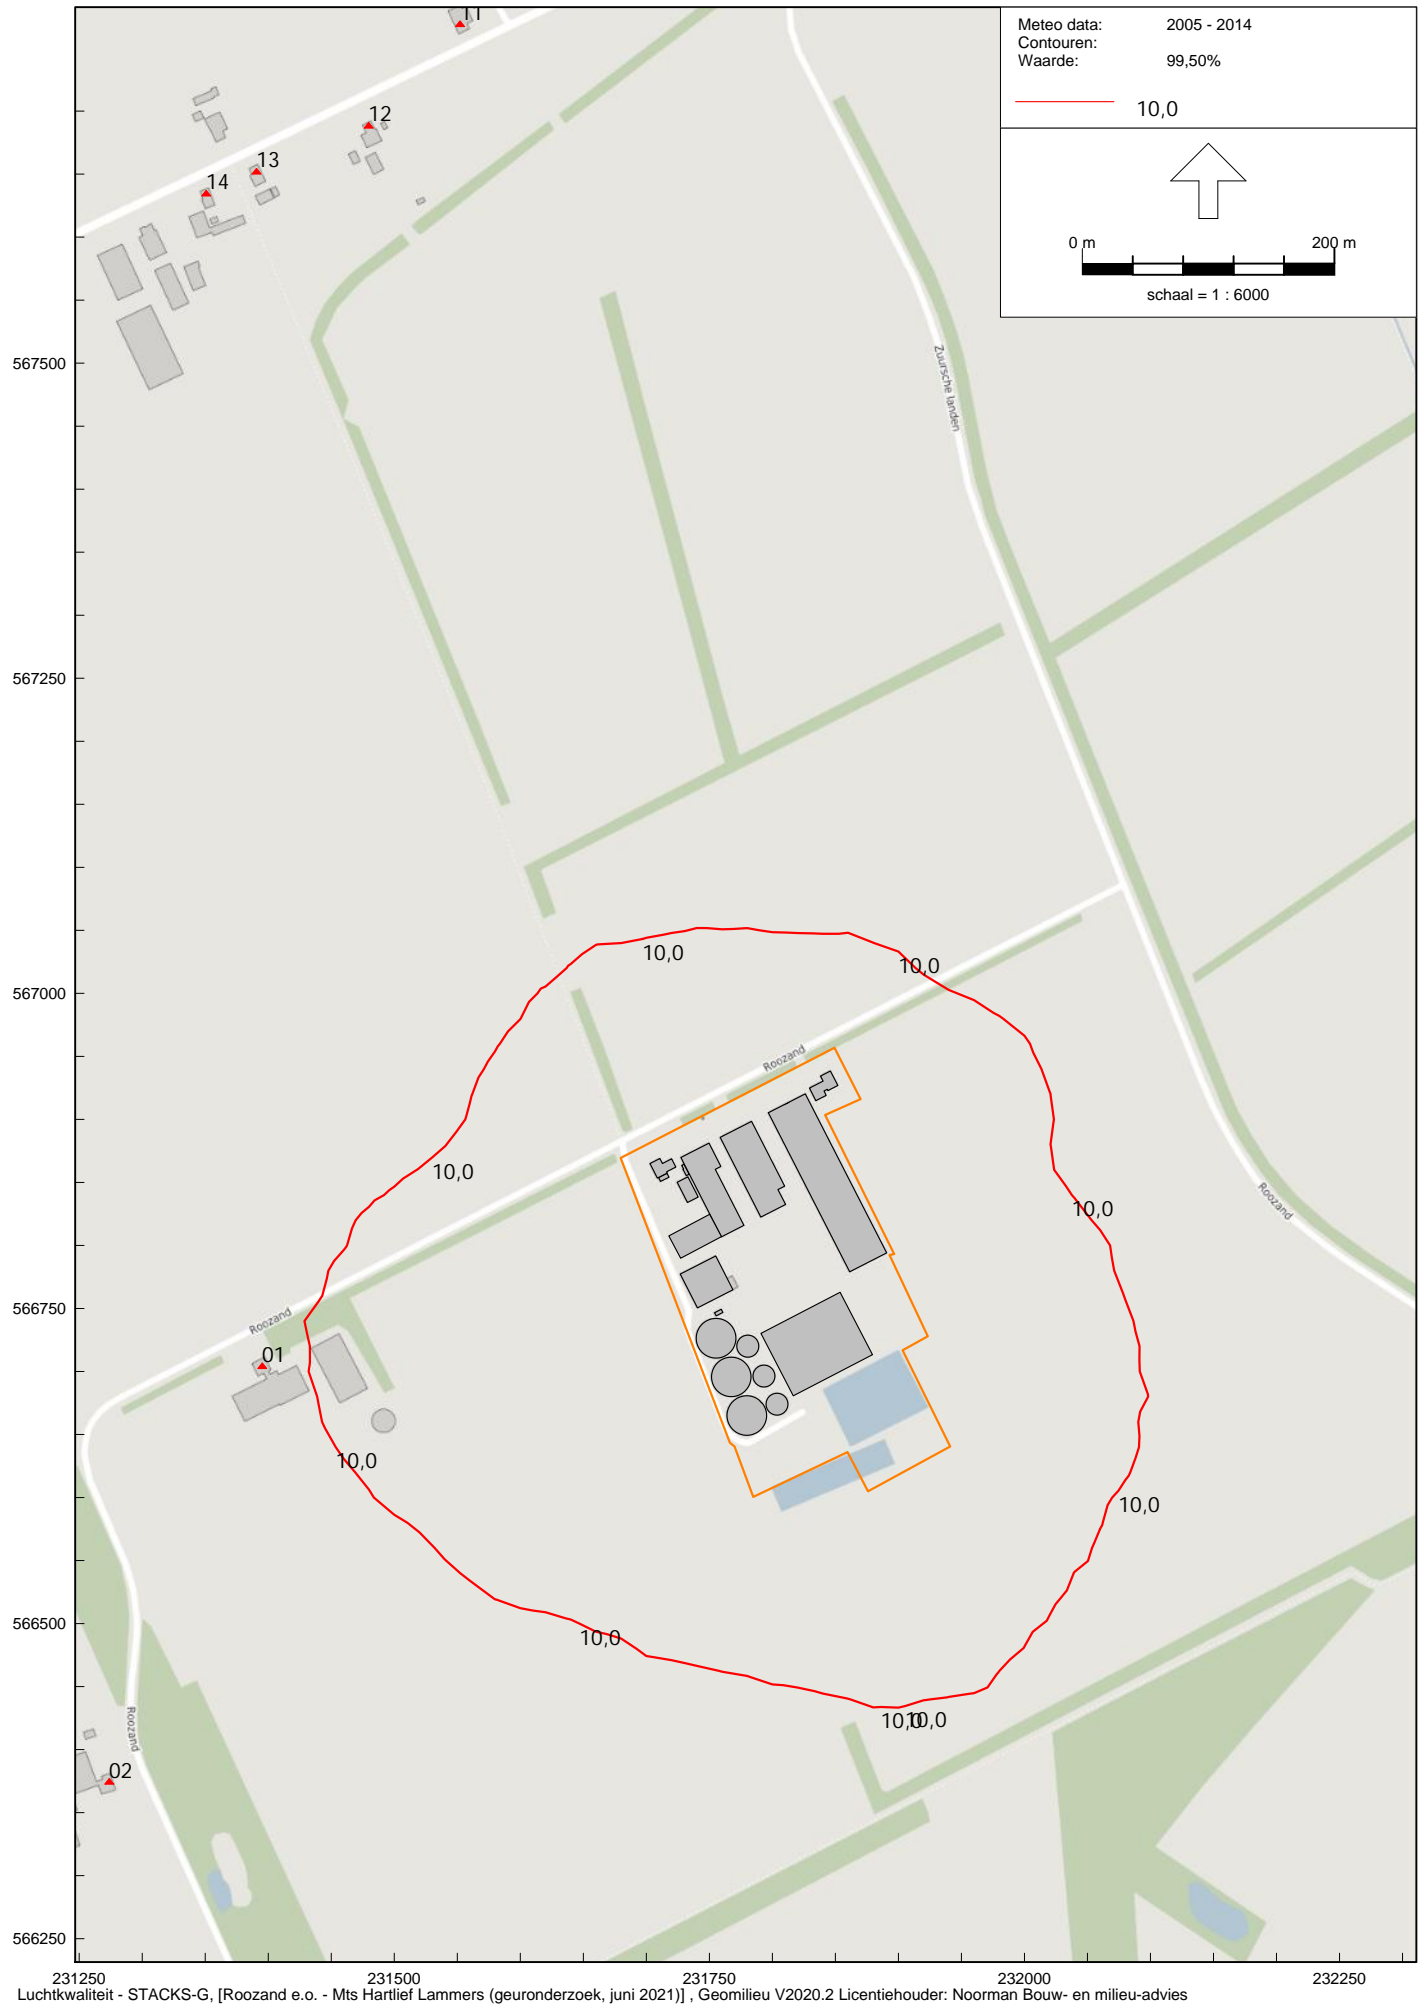 11
Meteo data: 2005 - 2014
Contouren:
Waarde: 99,50%
10,0
12
13
14
0 m 200 m
schaal = 1 : 6000
567500
Zuursche landen
567250
10,0
10,0
567000
Roozand
10,0
10,0
Roozand
566750
Roozand
01
10,0
10,0
566500
10,0
Roozand
10,0
10,0
02
566250
231250 231500 231750 232000 232250
Luchtkwaliteit - STACKS-G, [Roozand e.o. - Mts Hartlief Lammers (geuronderzoek, juni 2021)] , Geomilieu V2020.2 Licentiehouder: Noorman Bouw- en milieu-advies